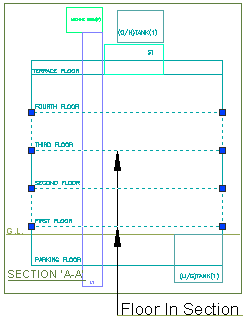 (O/H)TANK(1)
TERRACE FLOOR
FOURTH FLOOR
THIRD FLOOR
SECOND FLOOR
FIRST FLOOR
G.L.
PARKING FLOOR
SECTION 'A-A
(U/G)TANK(1)
Floor In Section